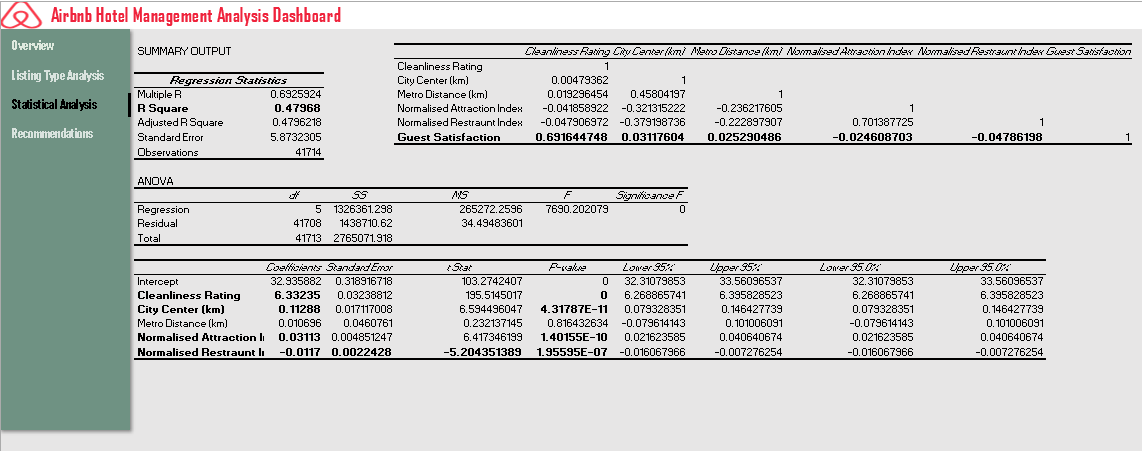 Airbnb Hotel Management Analysis Dashboard
Overview
Listing Type Analysis
Statistical Analysis
Recommendations
SUMMARY OUTPUT
Regression Statistics
Multiple R 0.6925924
R Square 0.47968
Adjusted R Square 0.4796218
Standard Error 5.8732305
Observations 41714
Cleanliness Rating City Center (km) Metro Distance (km) Normalised Attraction Index Normalised Restraunt Index Guest Satisfaction
Cleanliness Rating 1
City Center (km) 0.00479362 1
Metro Distance (km) 0.019296454 0.45804197 1
Normalised Attraction Index -0.041858922 -0.321315222 -0.236217605 1
Normalised Restraunt Index -0.047906972 -0.379198736 -0.222897907 0.701387725 1
Guest Satisfaction 0.691644748 0.03117604 0.025290486 -0.024608703 -0.04786198 1
ANOVA
df SS MS F Significance F
Regression 5 1326361.298 265272.2596 7690.202079 0
Residual 41708 1438710.62 34.49483601
Total 41713 2765071.918
Coefficients Standard Error t Stat P-value Lower 95% Upper 95% Lower 95.0% Upper 95.0%
Intercept 32.935882 0.318916718 103.2742407 0 32.31079853 33.56096537 32.31079853 33.56096537
Cleanliness Rating 6.33235 0.03238812 195.5145017 0 6.268865741 6.395828523 6.268865741 6.395828523
City Center (km) 0.11288 0.017117008 6.594496047 4.31787E-11 0.079328351 0.146427739 0.079328351 0.146427739
Metro Distance (km) 0.010696 0.0460761 0.232137145 0.816432634 -0.079614143 0.101006091 -0.079614143 0.101006091
Normalised Attraction I 0.03113 0.004851247 6.417346199 1.40155E-10 0.021623585 0.040640674 0.021623585 0.040640674
Normalised Restraunt I -0.0117 0.0022428 -5.204351389 1.95595E-07 -0.016067966 -0.007276254 -0.016067966 -0.007276254